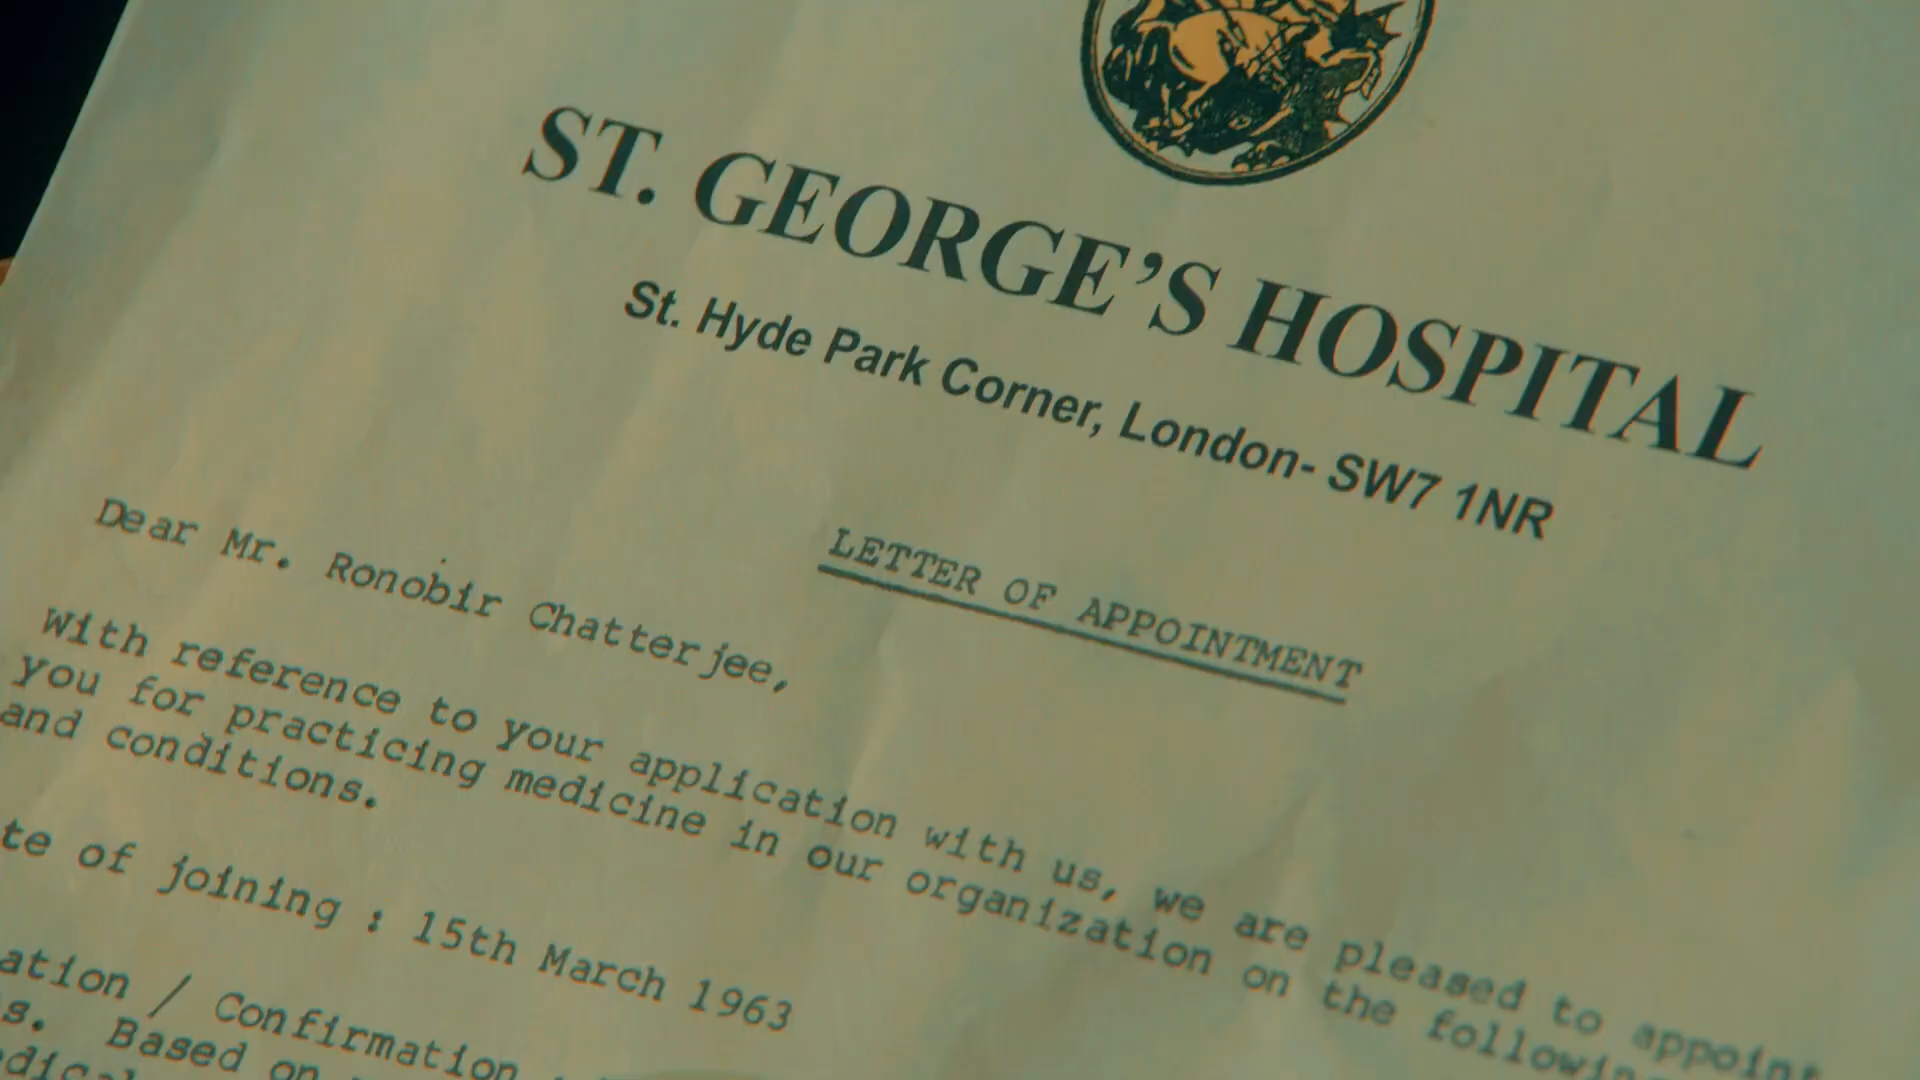 ST. GEORGE'S HOSPITAL
St. Hyde Park Corner, London- SW7 1NR
LETTER OF APPOINTMENT
Dear Mr. Ronobir Chatterjee,
With reference to your application with us, we are pleased to appoint
you for practicing medicine in our organization on the
and conditions.
of joining : 15th March 1963
/ Confirmation
Based on